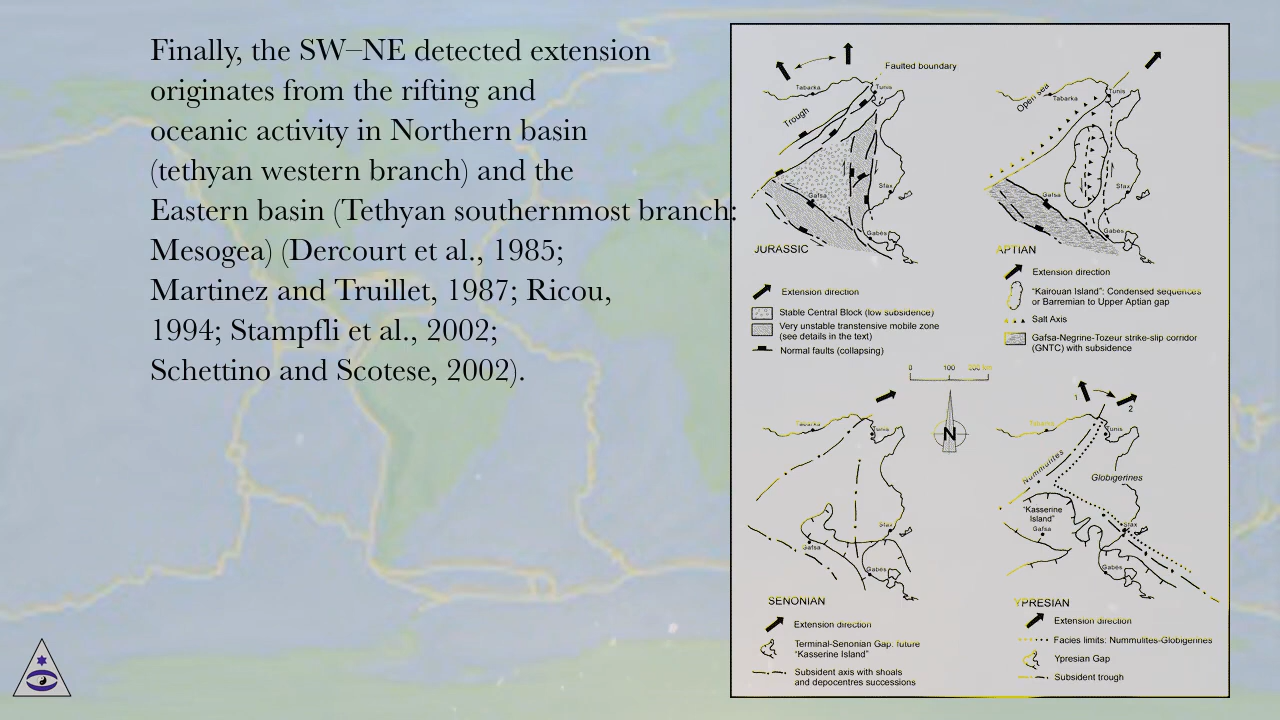 Finally, the SW–NE detected extension
originates from the rifting and
oceanic activity in Northern basin
(tethyan western branch) and the
Eastern basin (Tethyan southernmost branch:
Mesogea) (Dercourt et al., 1985;
Martinez and Truillet, 1987; Ricou,
1994; Stampfli et al., 2002;
Schettino and Scotese, 2002).
Faulted boundary
Tabarka
Tunis
Trough
Gafsa
Sfax
Gabès
JURASSIC
Extension direction
Stable Central Block (low subsidence)
Very unstable transtensive mobile zone
(see details in the text)
Normal faults (collapsing)
Open sea
Tabarka
Tunis
Gafsa
Sfax
Gabès
APTIAN
Extension direction
"Kairouan Island": Condensed sequences
or Barremian to Upper Aptian gap
Salt Axis
Gafsa-Negrine-Tozeur strike-slip corridor
(GNTC) with subsidence
0 100 200 km
N
Tabarka
Tunis
Sfax
Gafsa
Gabès
SENONIAN
Extension direction
Terminal-Senonian Gap: future
"Kasserine Island"
Subsident axis with shoals
and depocentres successions
1
2
Tabarka
Tunis
Nummulites
Globigerines
"Kasserine
Island"
Gafsa
Sfax
Gabès
YPRESIAN
Extension direction
Facies limits: Nummulites-Globigerines
Ypresian Gap
Subsident trough